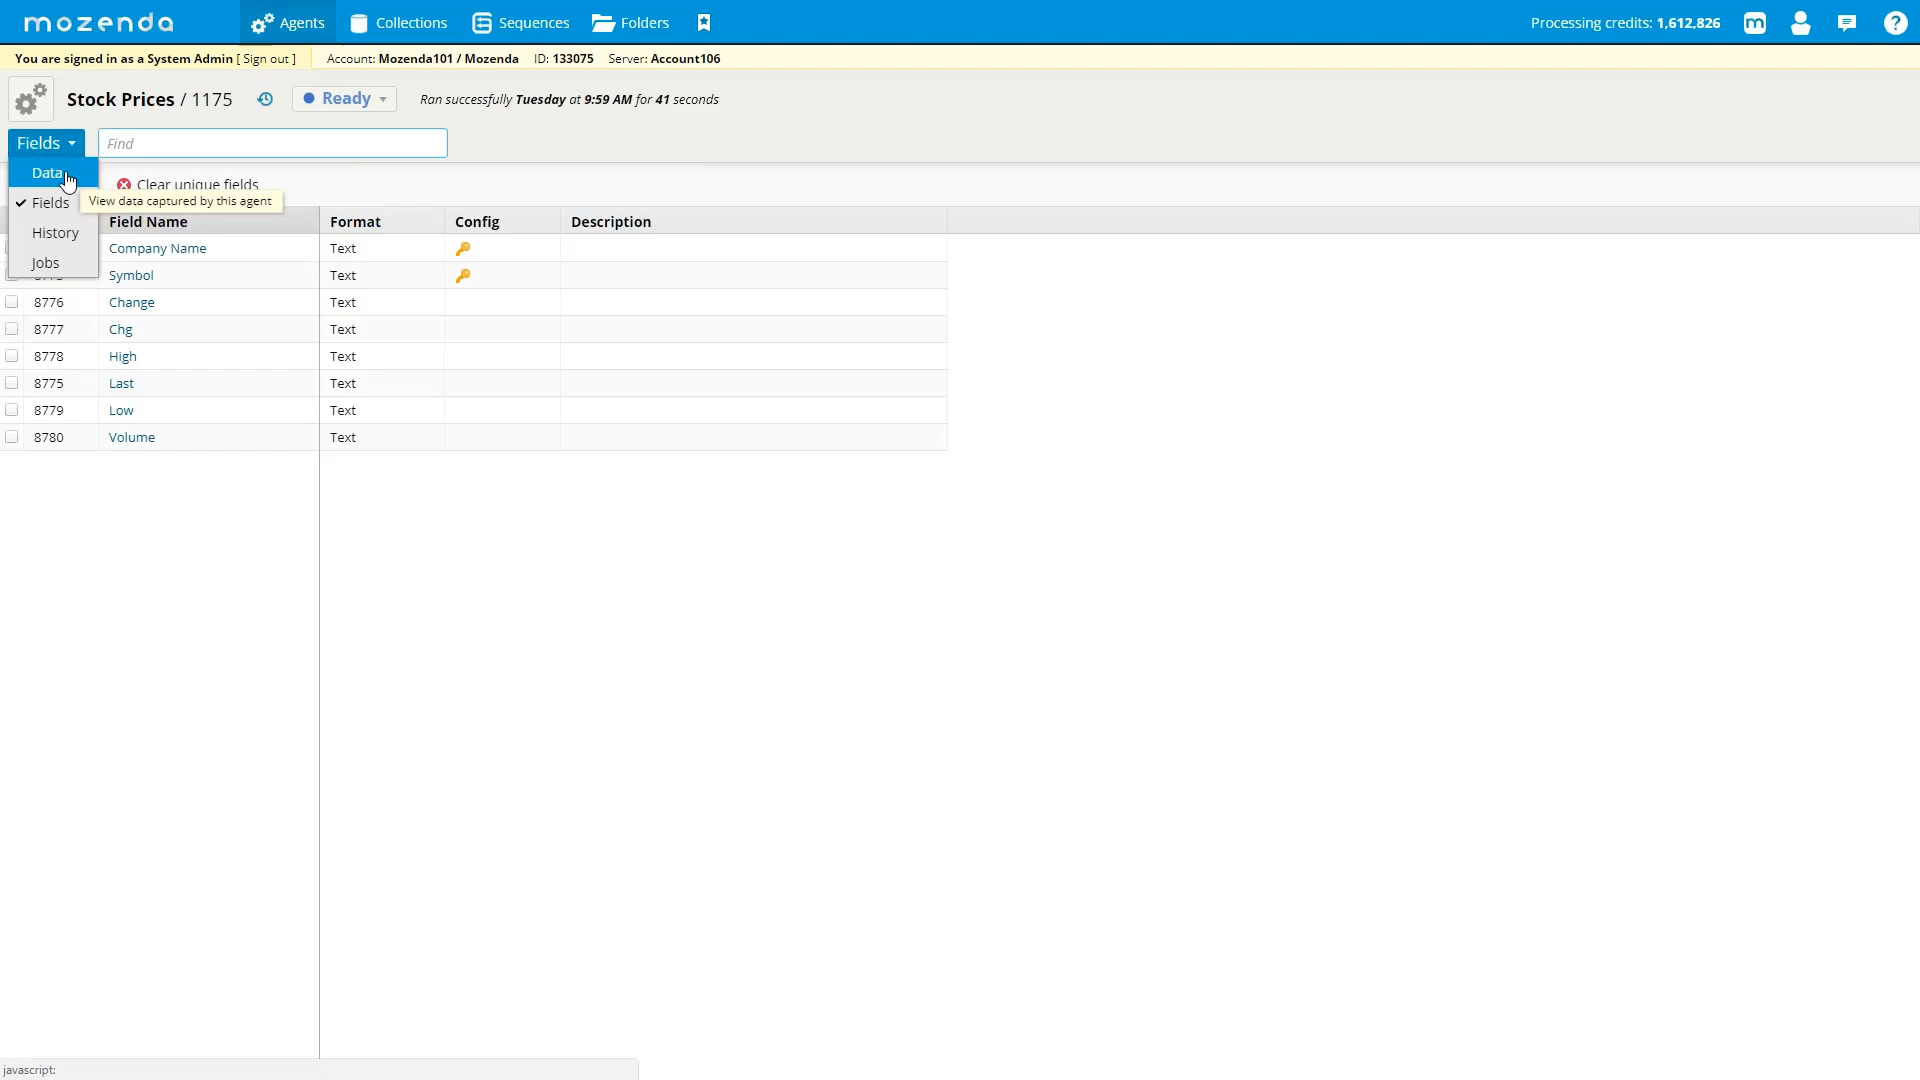 mozenda Agents Collections Sequences Folders Processing credits: 1,612,826 m ?
You are signed in as a System Admin [ Sign out ] Account: Mozenda101 / Mozenda ID: 133075 Server: Account106
Stock Prices / 1175 Ready Ran successfully Tuesday at 9:59 AM for 41 seconds
Fields Find
Data
Clear unique fields
View data captured by this agent
Fields
History
Jobs
Field Name Format Config Description
Company Name Text
Symbol Text
8776 Change Text
8777 Chg Text
8778 High Text
8775 Last Text
8779 Low Text
8780 Volume Text
javascript: